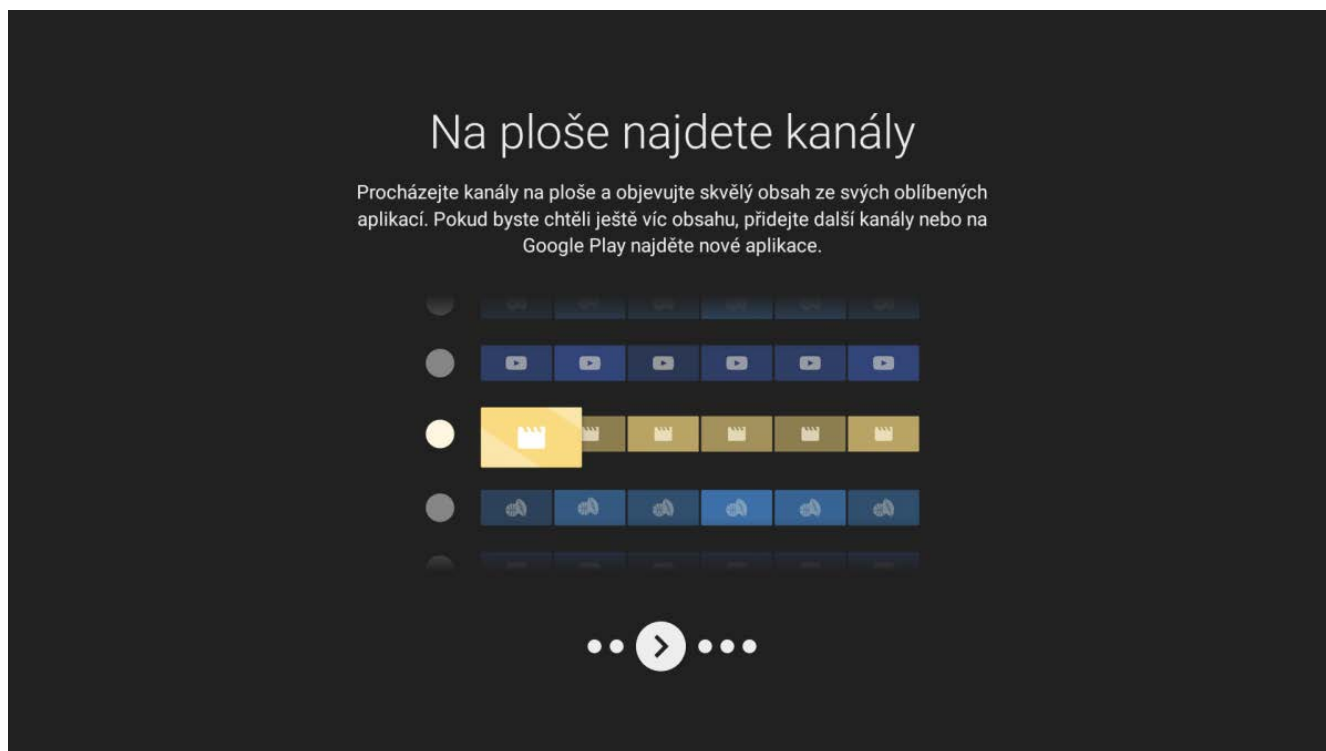 Na ploše najdete kanály
Procházejte kanály na ploše a objevujte skvělý obsah ze svých oblíbených
aplikací. Pokud byste chtěli ještě víc obsahu, přidejte další kanály nebo na
Google Play najděte nové aplikace.